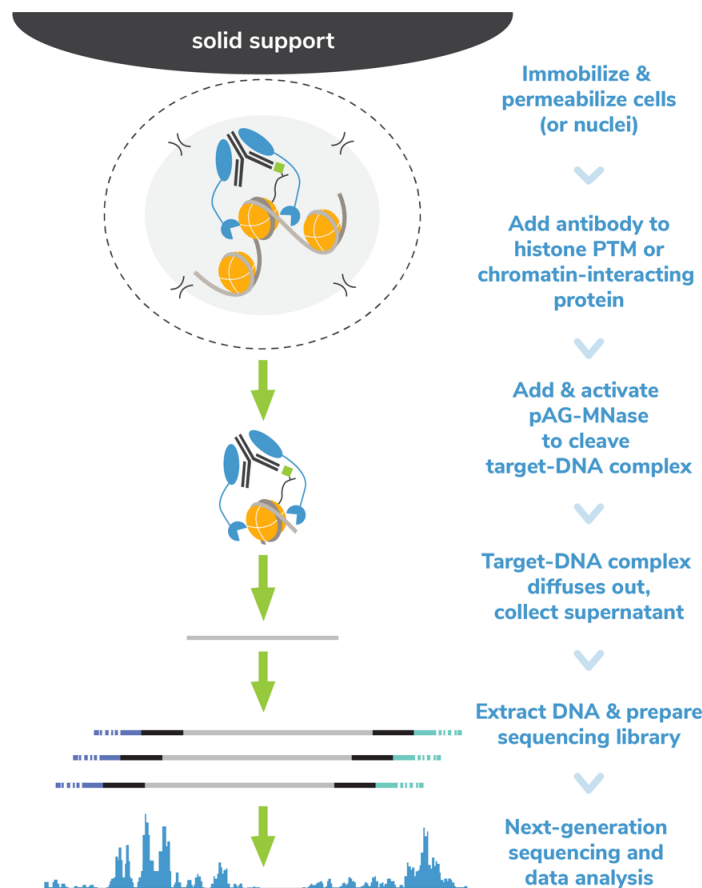 solid support
Immobilize &
permeabilize cells
(or nuclei)
Add antibody to
histone PTM or
chromatin-interacting
protein
Add & activate
pAG-MNase
to cleave
target-DNA complex
Target-DNA complex
diffuses out,
collect supernatant
Extract DNA & prepare
sequencing library
Next-generation
sequencing and
data analysis